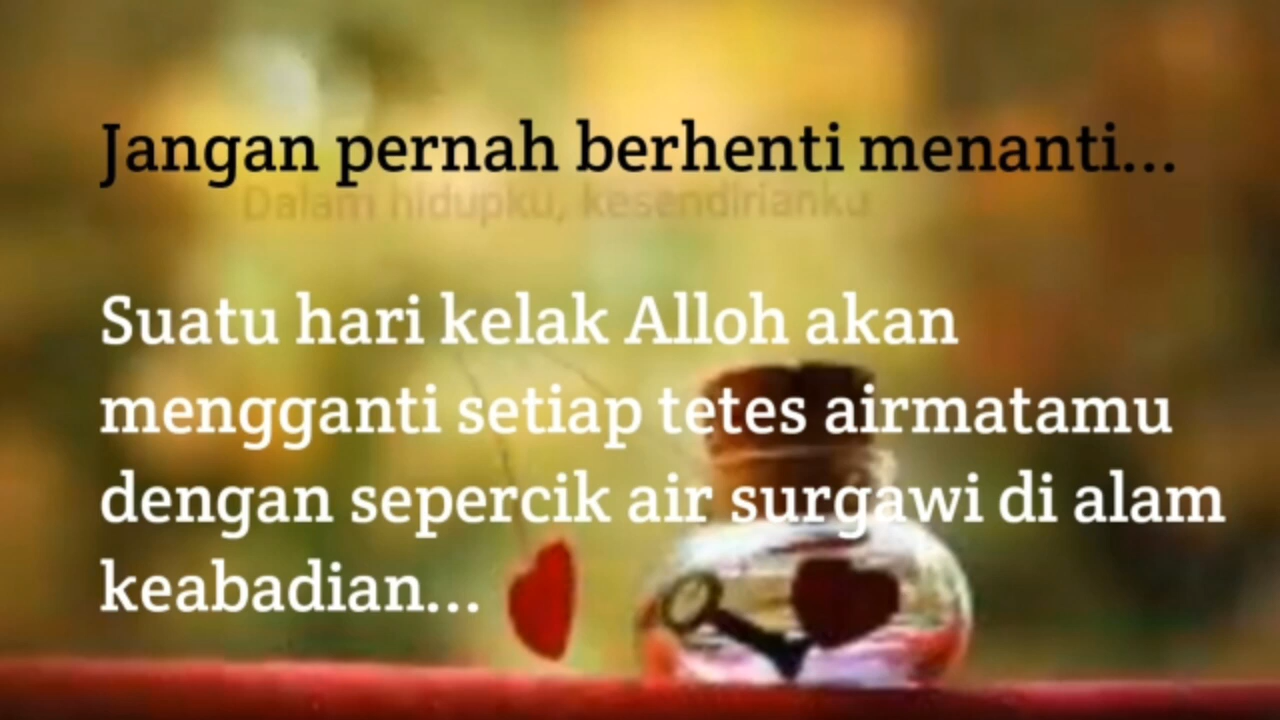 Jangan pernah berhenti menanti...
Dalam hidupku, kesendirianku
Suatu hari kelak Alloh akan
mengganti setiap tetes airmatamu
dengan sepercik air surgawi di alam
keabadian...